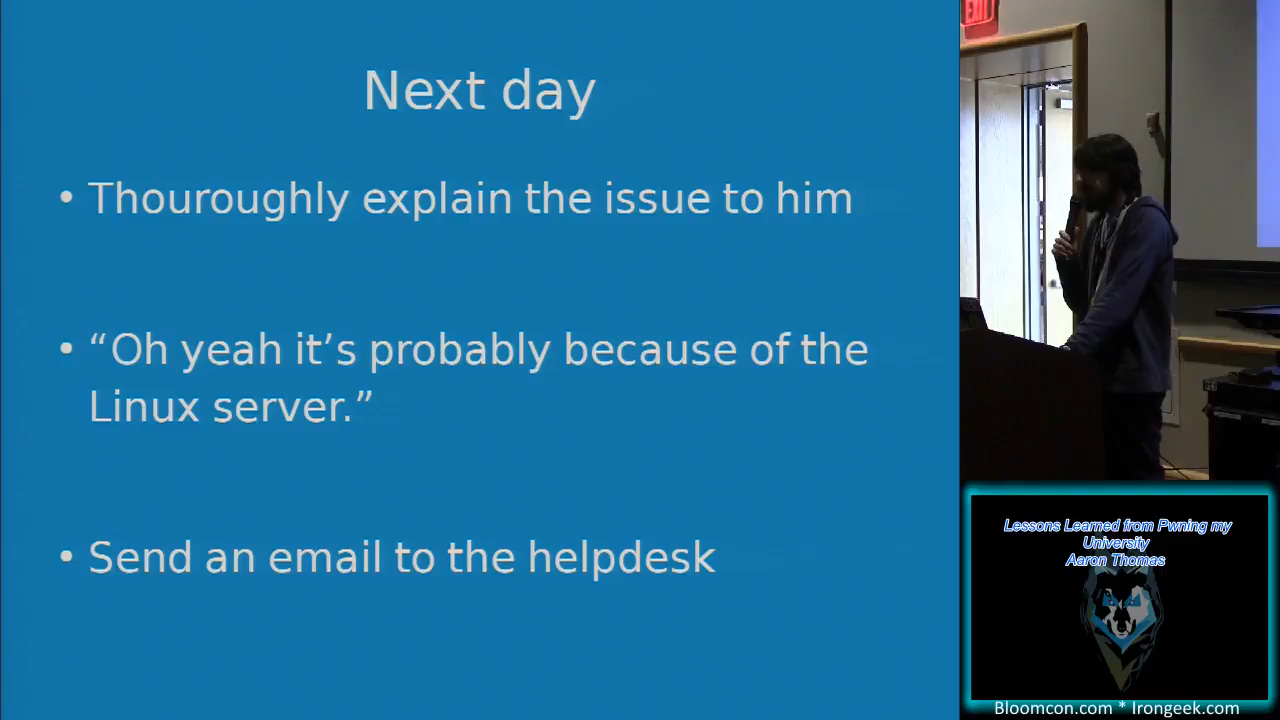 Next day
• Thouroughly explain the issue to him
• “Oh yeah it’s probably because of the
Linux server.”
• Send an email to the helpdesk
EXIT
Lessons Learned from Pwning my
University
Aaron Thomas
Bloomcon.com * Irongeek.com